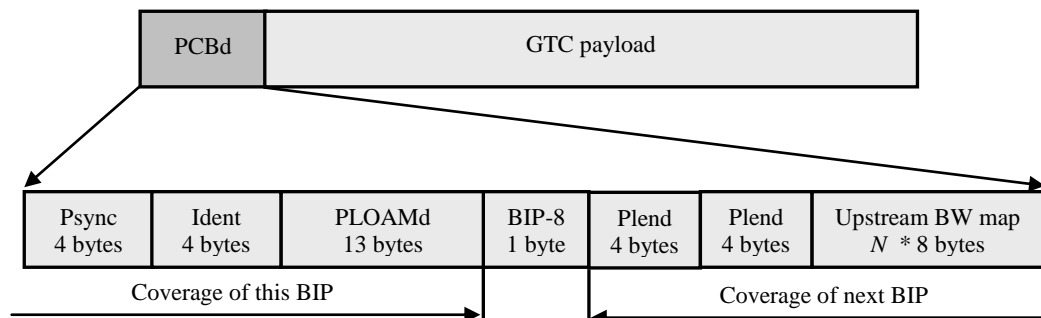 PCBd
GTC payload
Psync
4 bytes
Ident
4 bytes
PLOAMd
13 bytes
BIP-8
1 byte
Plend
4 bytes
Plend
4 bytes
Upstream BW map
N * 8 bytes
Coverage of this BIP
Coverage of next BIP